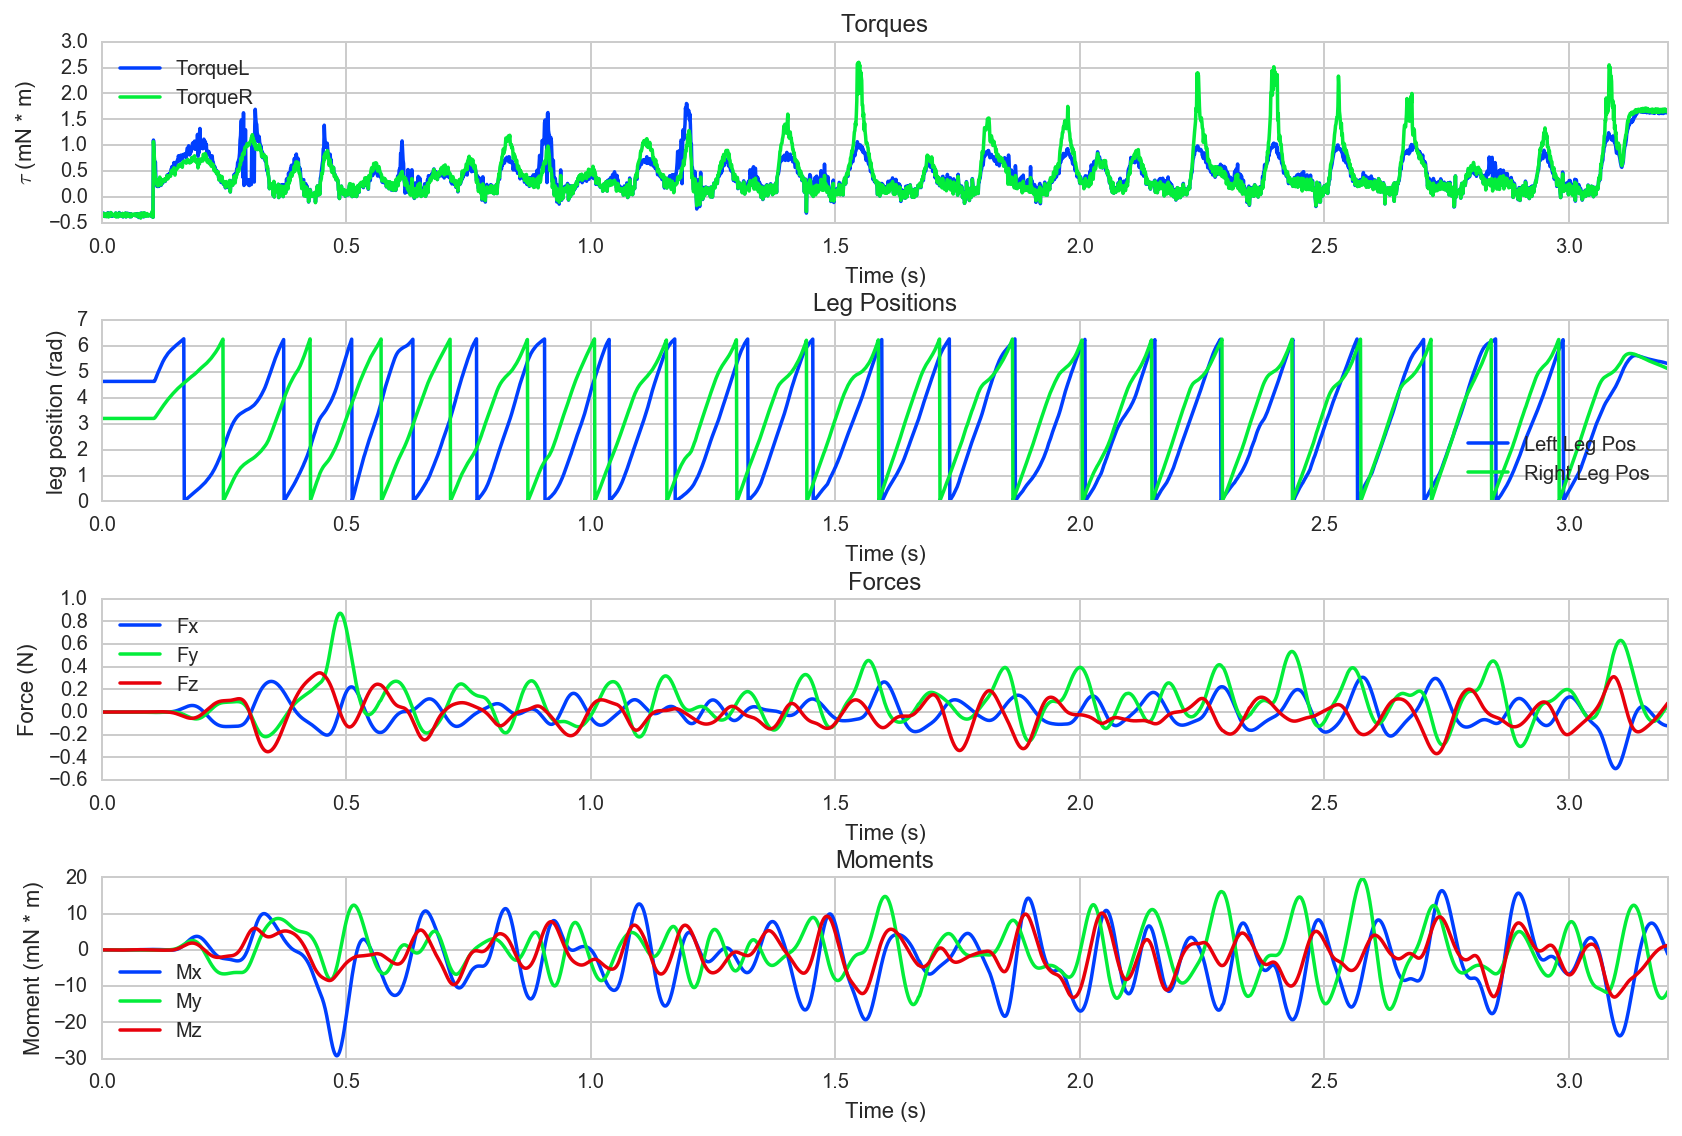 Torques
3.0
2.5
2.0
1.5
1.0
0.5
0.0
−0.5
τ (mN * m)
TorqueL
TorqueR
0.0 0.5 1.0 1.5 2.0 2.5 3.0
Time (s)
Leg Positions
7
6
5
4
3
2
1
0
leg position (rad)
Left Leg Pos
Right Leg Pos
0.0 0.5 1.0 1.5 2.0 2.5 3.0
Time (s)
Forces
1.0
0.8
0.6
0.4
0.2
0.0
−0.2
−0.4
−0.6
Force (N)
Fx
Fy
Fz
0.0 0.5 1.0 1.5 2.0 2.5 3.0
Time (s)
Moments
20
10
0
−10
−20
−30
Moment (mN * m)
Mx
My
Mz
0.0 0.5 1.0 1.5 2.0 2.5 3.0
Time (s)